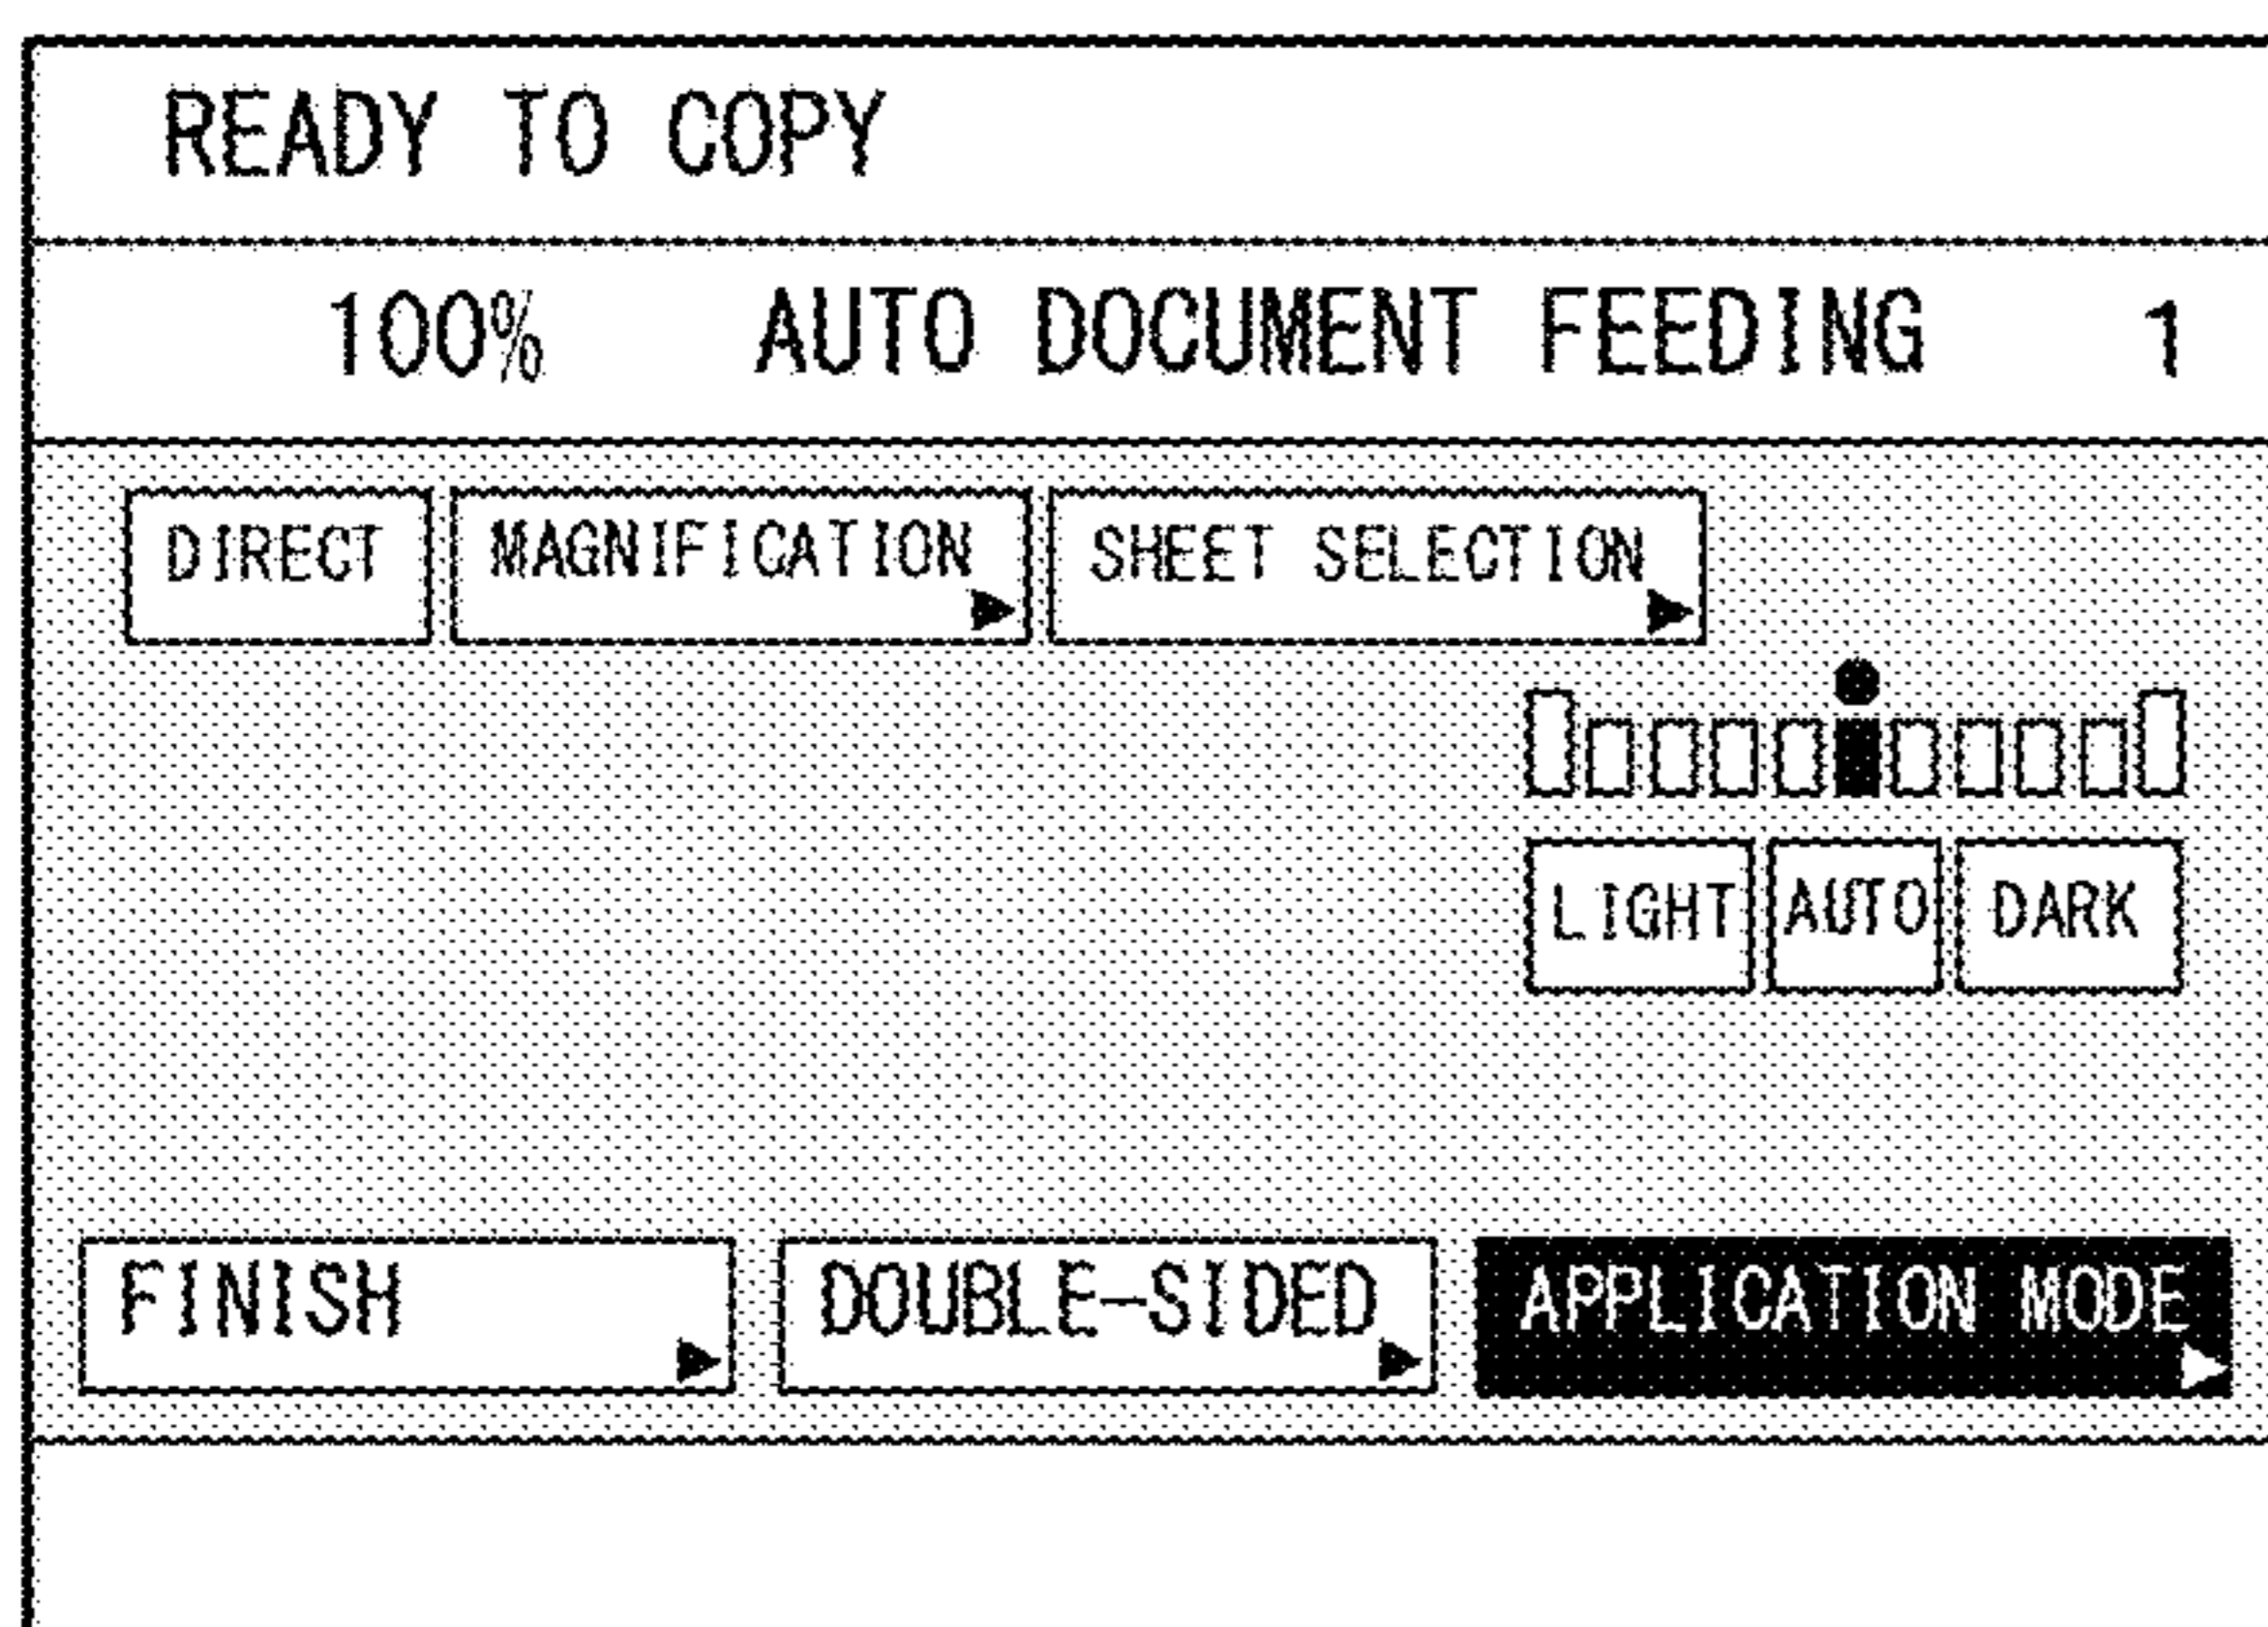 READY TO COPY
100% AUTO DOCUMENT FEEDING 1
DIRECT MAGNIFICATION SHEET SELECTION
LIGHT AUTO DARK
FINISH DOUBLE-SIDED APPLICATION MODE